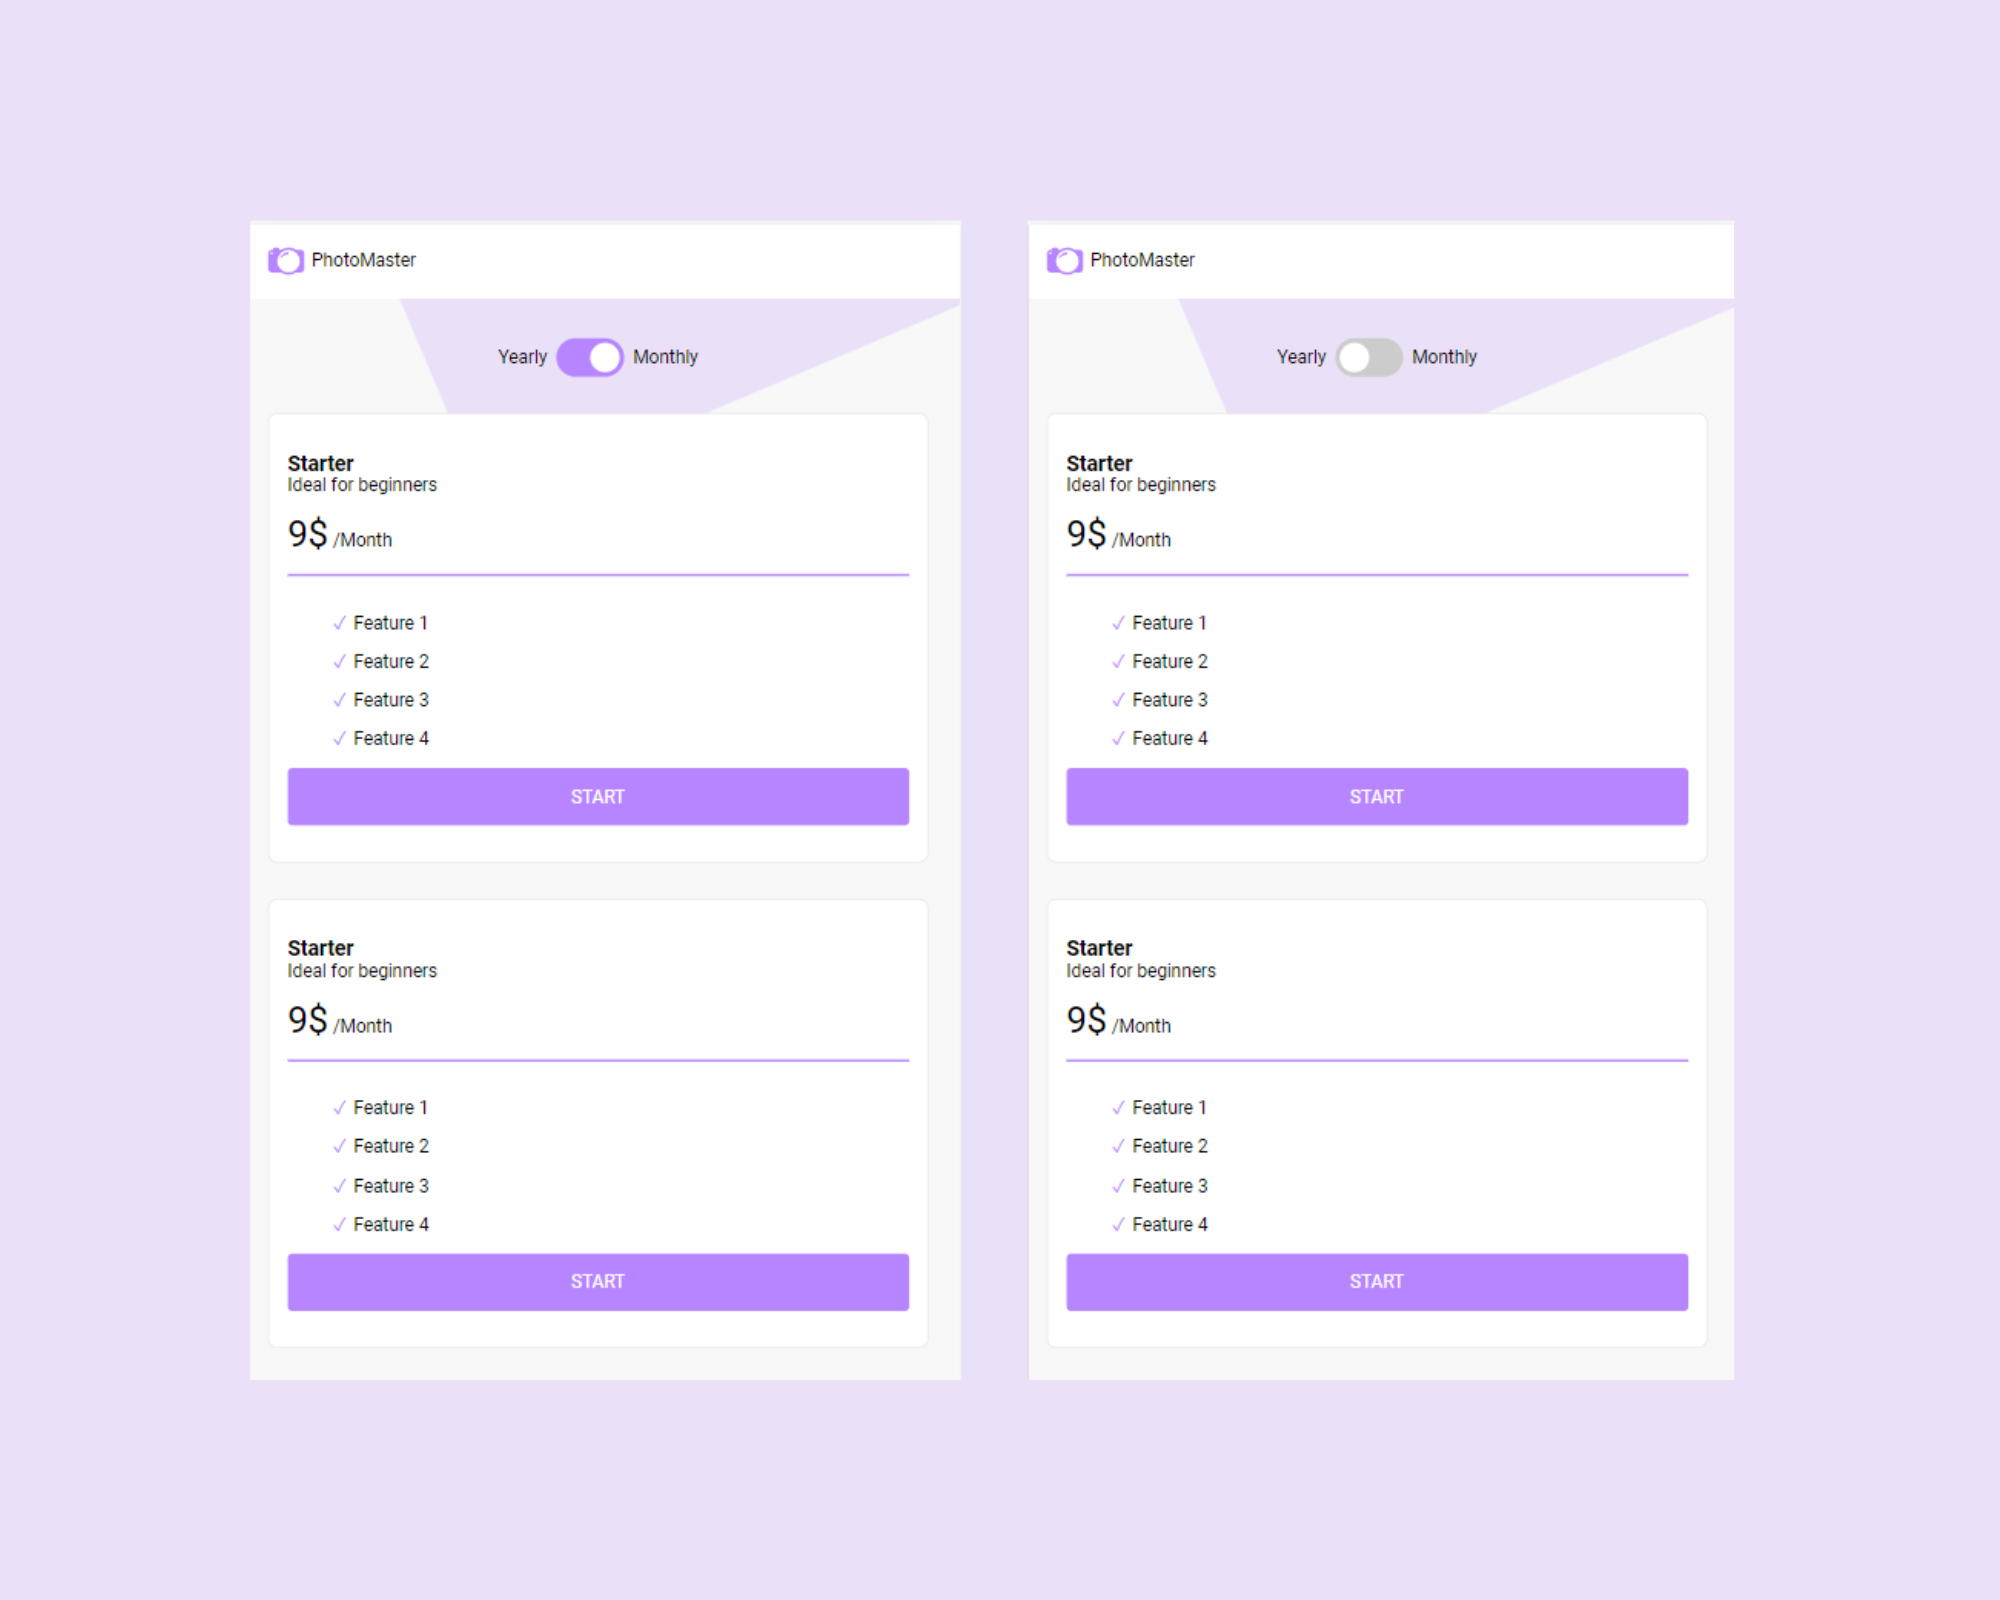 PhotoMaster
Yearly Monthly
Starter
Ideal for beginners
9$ /Month
✓ Feature 1
✓ Feature 2
✓ Feature 3
✓ Feature 4
START
Starter
Ideal for beginners
9$ /Month
✓ Feature 1
✓ Feature 2
✓ Feature 3
✓ Feature 4
START
PhotoMaster
Yearly Monthly
Starter
Ideal for beginners
9$ /Month
✓ Feature 1
✓ Feature 2
✓ Feature 3
✓ Feature 4
START
Starter
Ideal for beginners
9$ /Month
✓ Feature 1
✓ Feature 2
✓ Feature 3
✓ Feature 4
START